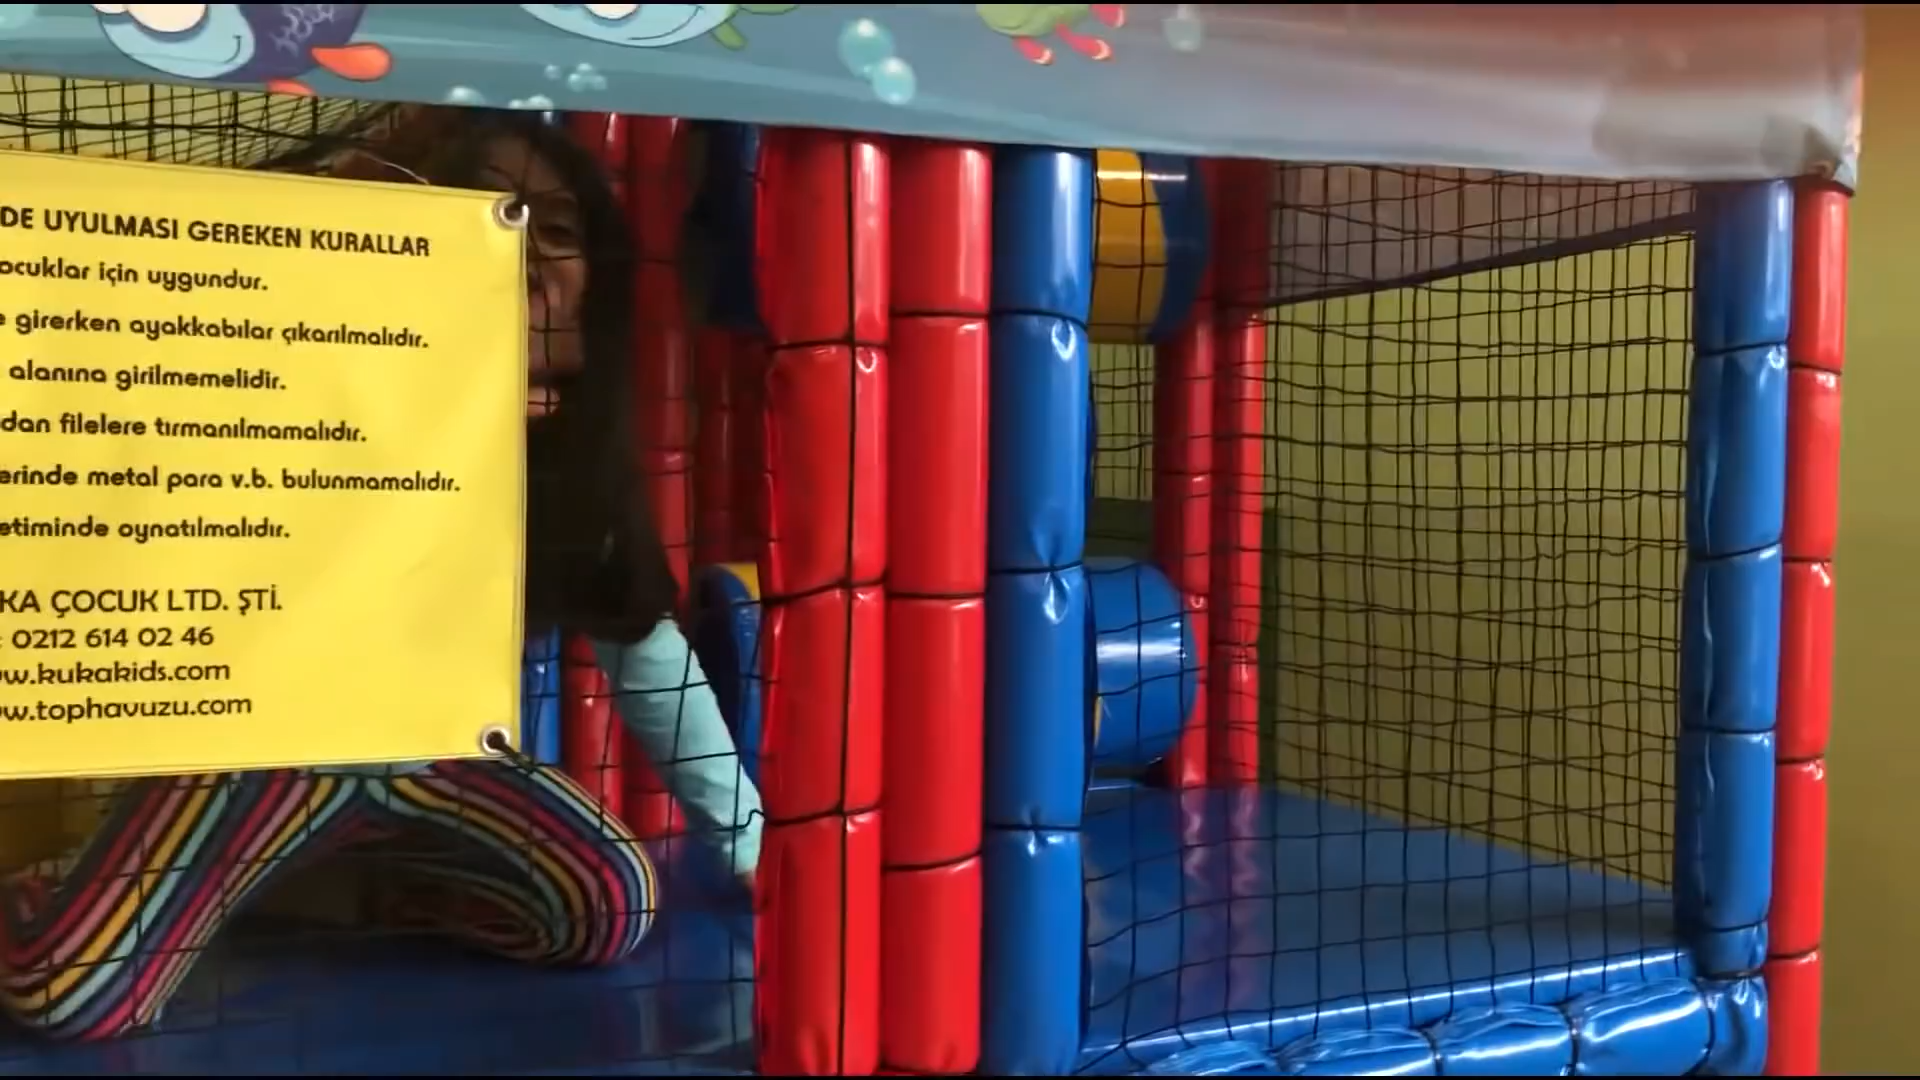 DE UYULMASI GEREKEN KURALLAR
ocuklar için uygundur.
e girerken ayakkabılar çıkarılmalıdır.
alanına girilmemelidir.
dan filelere tırmanılmamalıdır.
erinde metal para v.b. bulunmamalıdır.
etiminde oynatılmalıdır.
KA ÇOCUK LTD. ŞTİ.
: 0212 614 02 46
w.kukakids.com
w.tophavuzu.com